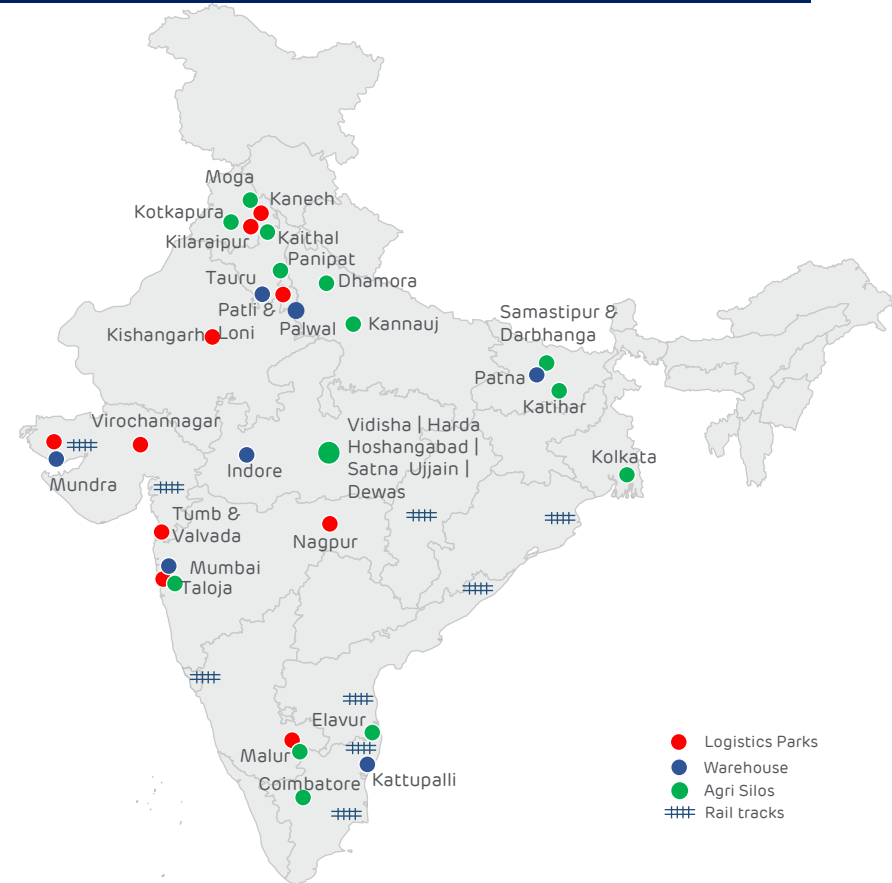 Moga
Kanech
Kotkapura
Kilaraipur
Kaithal
Panipat
Tauru
Dhamora
Patli &
Loni
Palwal
Kannauj
Kishangarh
Samastipur &
Darbhanga
Patna
Katihar
Virochannagar
Vidisha | Harda
Hoshangabad |
Satna Ujjain |
Dewas
Indore
Mundra
Kolkata
Tumb &
Valvada
Nagpur
Mumbai
Taloja
Elavur
Malur
Coimbatore
Kattupalli
Logistics Parks
Warehouse
Agri Silos
Rail tracks